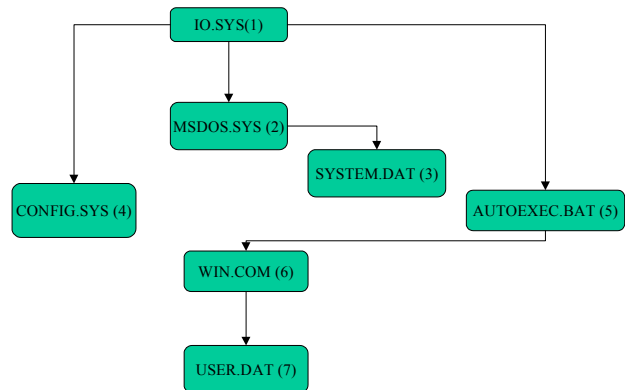 IO.SYS(1)
MSDOS.SYS (2)
SYSTEM.DAT (3)
CONFIG.SYS (4)
AUTOEXEC.BAT (5)
WIN.COM (6)
USER.DAT (7)